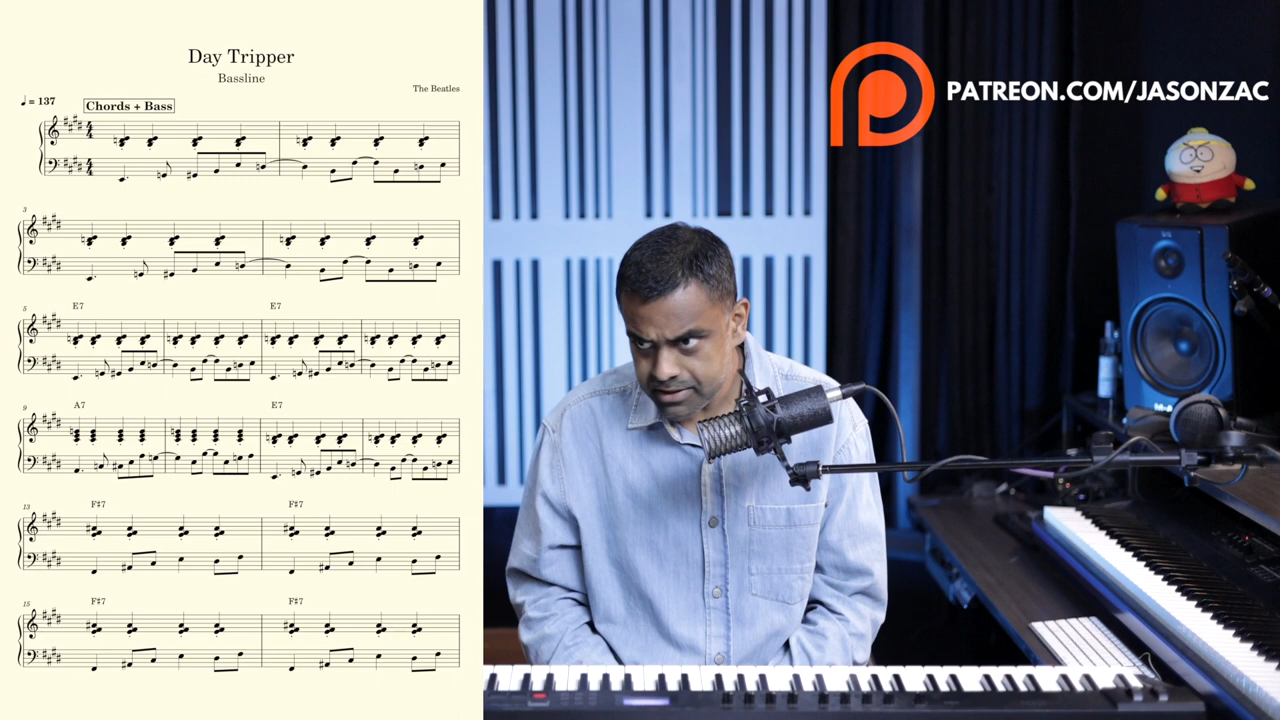 Day Tripper
Bassline
The Beatles
♩ = 137
Chords + Bass
3
5
E7
E7
9
A7
E7
13
F♯7
F♯7
15
F♯7
F♯7
PATREON.COM/JASONZAC